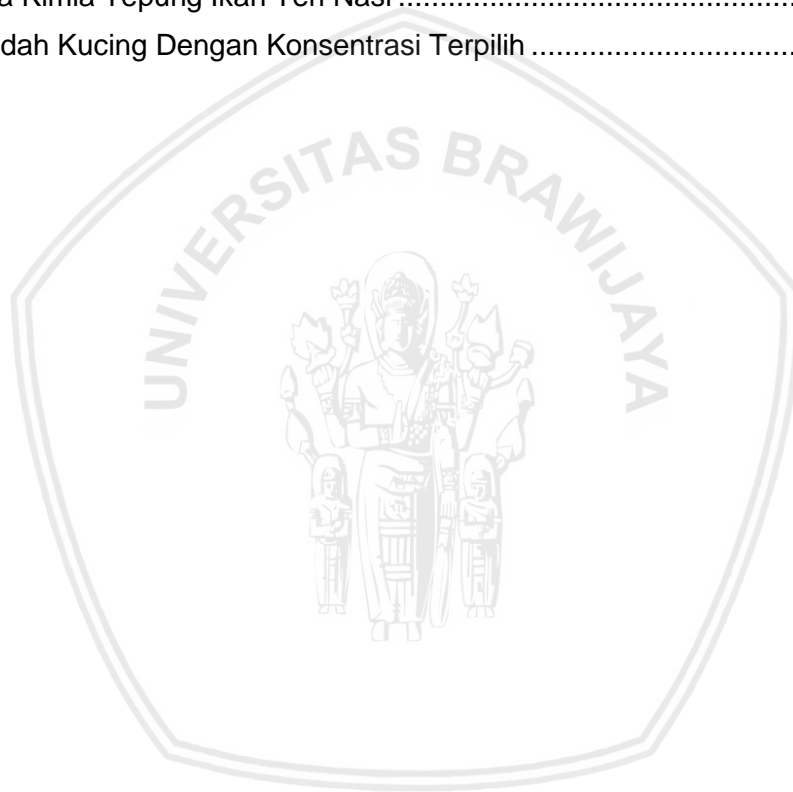 a Kimia Tepung Ikan Teri Nasi ................................................
dah Kucing Dengan Konsentrasi Terpilih ................................
UNIVERSITAS BRAWIJAYA